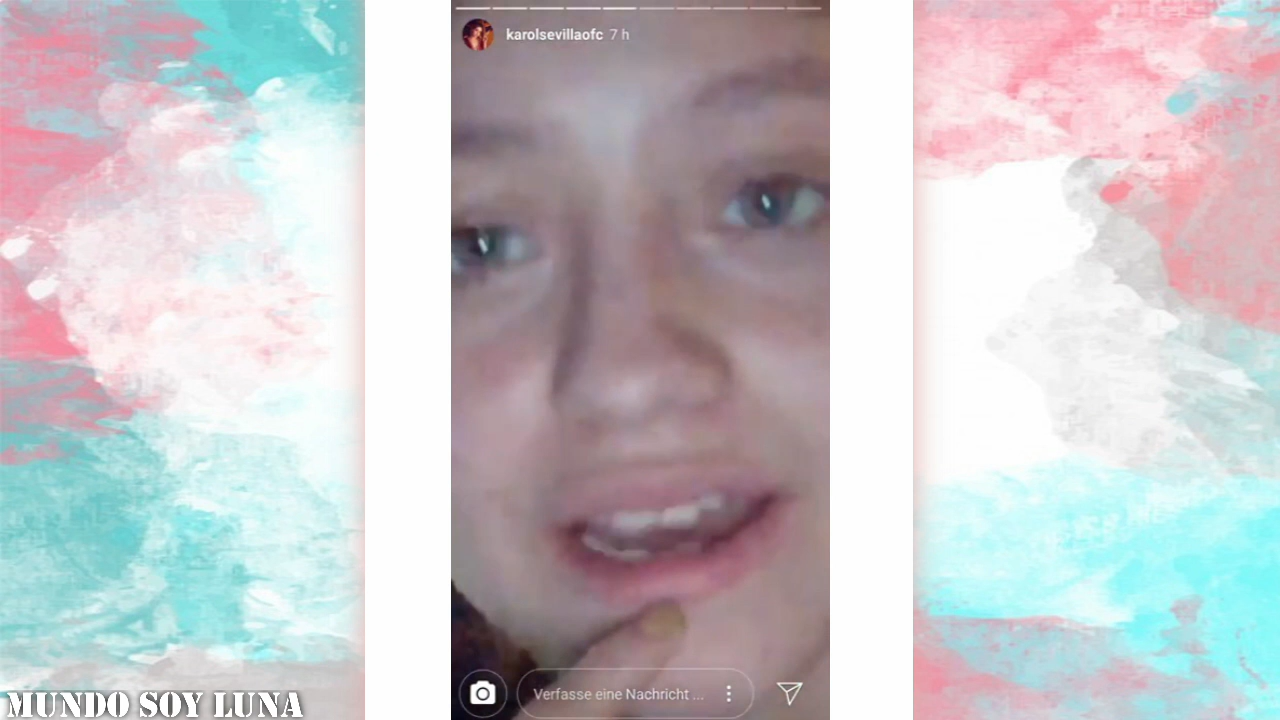 karolsevillaofc 7 h
Verfasse eine Nachricht ...
MUNDO SOY LUNA